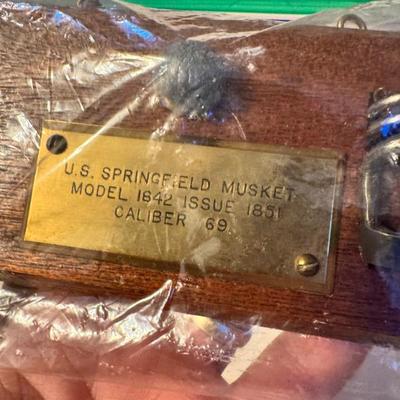 U.S. SPRINGFIELD MUSKET
MODEL 1842 ISSUE 1851
CALIBER 69.